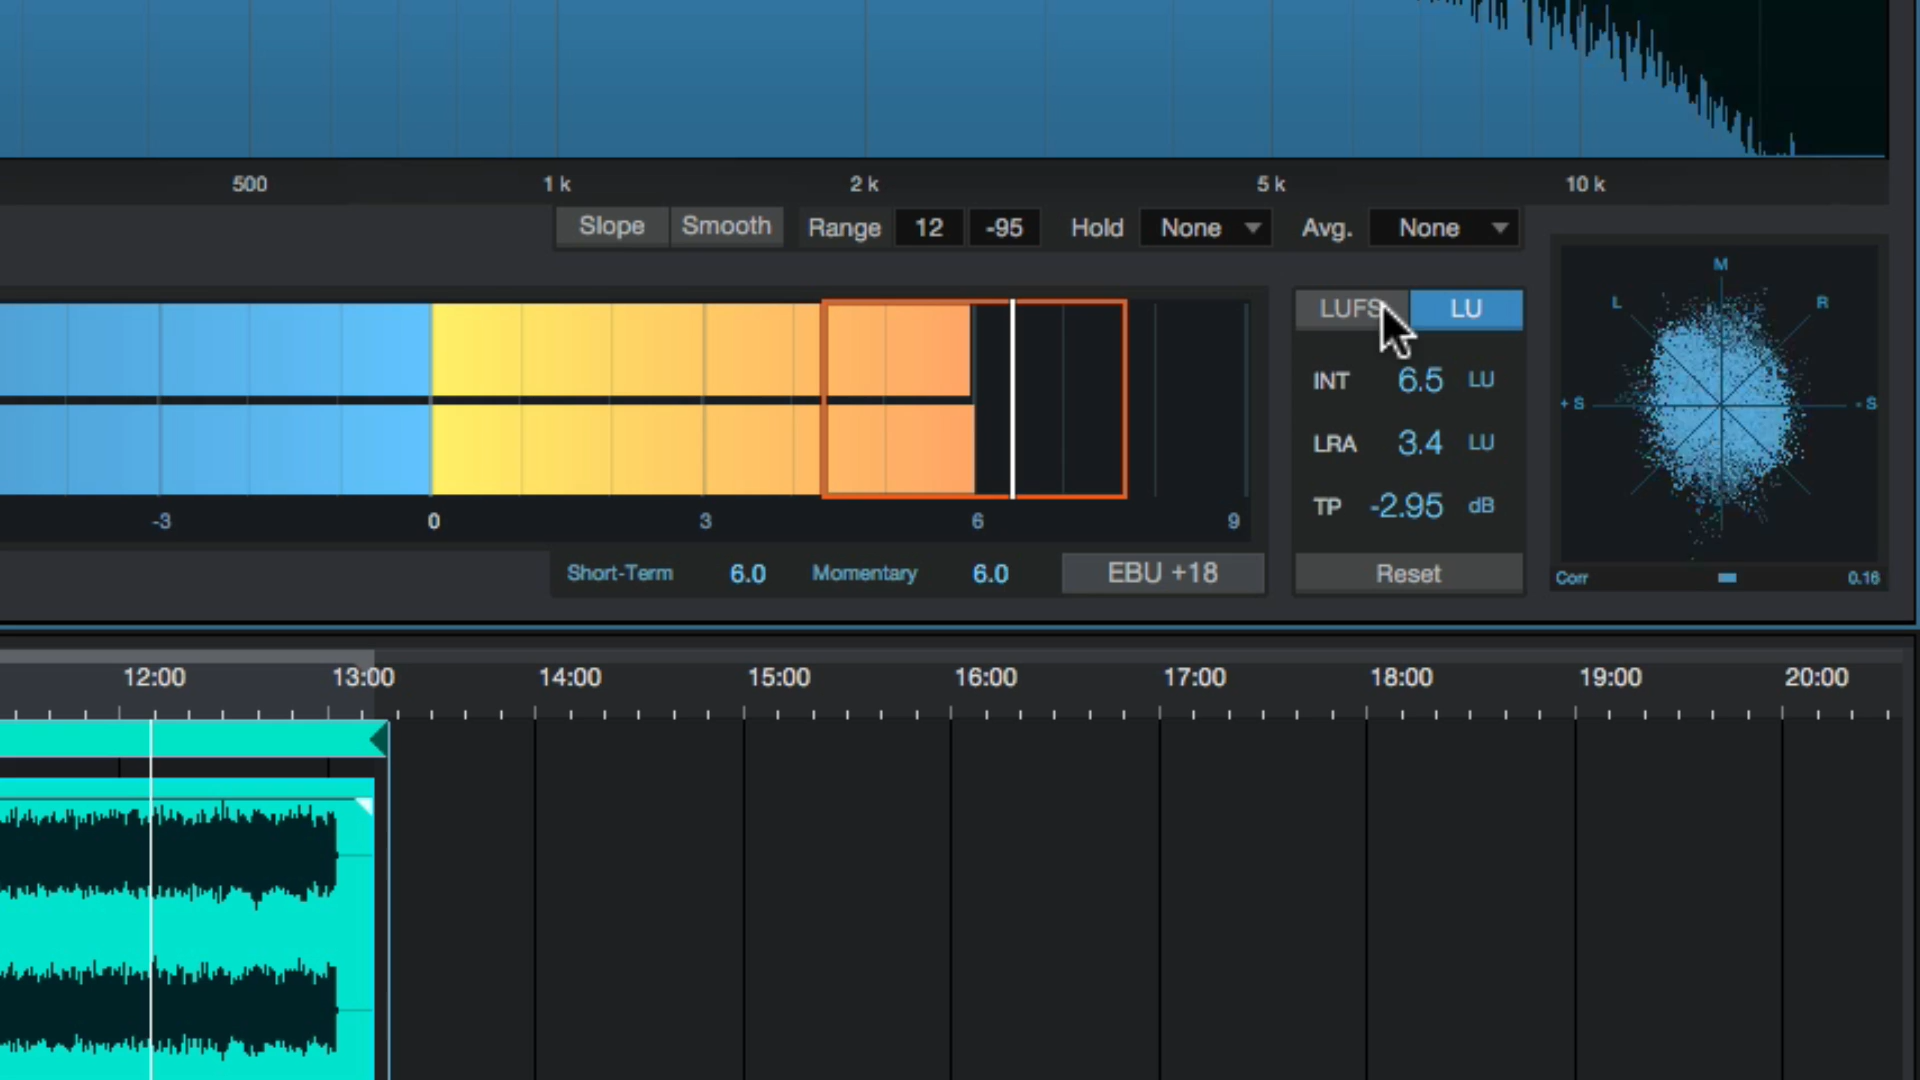 500 1 k 2 k 5 k 10 k
Slope Smooth Range 12 -95 Hold None Avg. None
M
L R
LUFS LU
INT 6.5 LU
+ S - S
LRA 3.4 LU
TP -2.95 dB
-3 0 3 6 9
Short-Term 6.0 Momentary 6.0 EBU +18 Reset
Corr 0.16
12:00 13:00 14:00 15:00 16:00 17:00 18:00 19:00 20:00